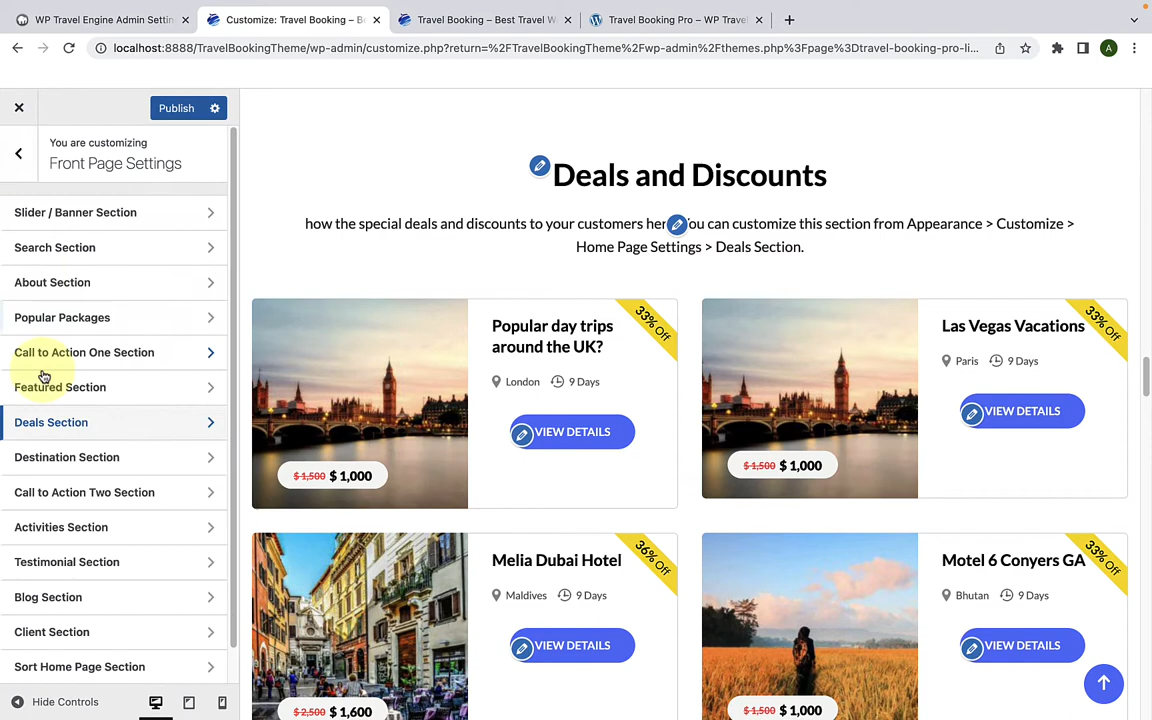 WP Travel Engine Admin Settin
Customize: Travel Booking – Be
Travel Booking – Best Travel W
Travel Booking Pro – WP Trave
localhost:8888/TravelBookingTheme/wp-admin/customize.php?return=%2FTravelBookingTheme%2Fwp-admin%2Fthemes.php%3Fpage%3Dtravel-booking-pro-li...
A
Publish
You are customizing
Front Page Settings
Slider / Banner Section
Search Section
About Section
Popular Packages
Call to Action One Section
Featured Section
Deals Section
Destination Section
Call to Action Two Section
Activities Section
Testimonial Section
Blog Section
Client Section
Sort Home Page Section
Hide Controls
Deals and Discounts
how the special deals and discounts to your customers here. You can customize this section from Appearance > Customize >
Home Page Settings > Deals Section.
33% Off
Popular day trips
around the UK?
London 9 Days
VIEW DETAILS
$ 1,500 $ 1,000
33% Off
Las Vegas Vacations
Paris 9 Days
VIEW DETAILS
$ 1,500 $ 1,000
36% Off
Melia Dubai Hotel
Maldives 9 Days
VIEW DETAILS
$ 2,500 $ 1,600
33% Off
Motel 6 Conyers GA
Bhutan 9 Days
VIEW DETAILS
$ 1,500 $ 1,000